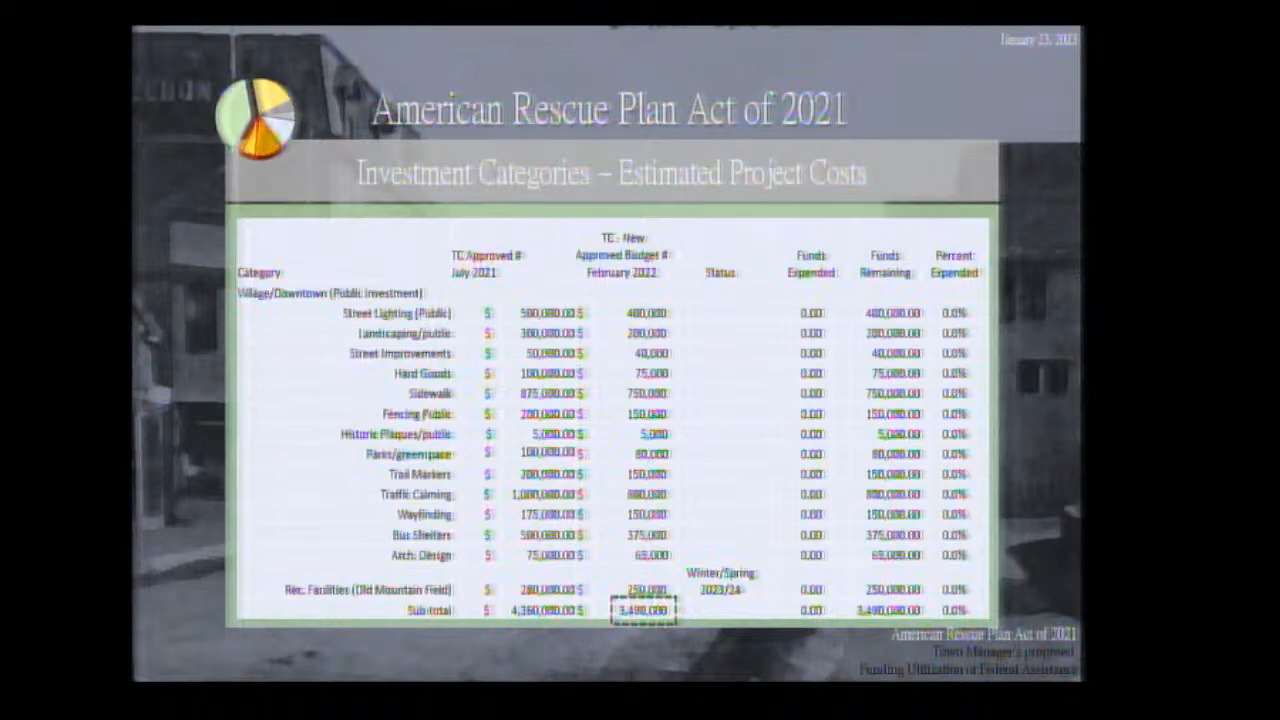 January 23, 2023
American Rescue Plan Act of 2021
Investment Categories – Estimated Project Costs
TC - New
TC Approved # Approved Budget # Funds Funds Percent
Category July 2021 February 2022 Status Expended Remaining Expended
Village/Downtown (Public investment)
Street Lighting (Public) $ 500,000.00 $ 400,000 0.00 400,000.00 0.0%
Landscaping/public $ 300,000.00 $ 200,000 0.00 200,000.00 0.0%
Street Improvements $ 50,000.00 $ 40,000 0.00 40,000.00 0.0%
Hard Goods $ 100,000.00 $ 75,000 0.00 75,000.00 0.0%
Sidewalk $ 875,000.00 $ 750,000 0.00 750,000.00 0.0%
Fencing Public $ 200,000.00 $ 150,000 0.00 150,000.00 0.0%
Historic Plaques/public $ 5,000.00 $ 5,000 0.00 5,000.00 0.0%
Parks/greenspace $ 100,000.00 $ 80,000 0.00 80,000.00 0.0%
Trail Markers $ 200,000.00 $ 150,000 0.00 150,000.00 0.0%
Traffic Calming $ 1,000,000.00 $ 800,000 0.00 800,000.00 0.0%
Wayfinding $ 175,000.00 $ 150,000 0.00 150,000.00 0.0%
Bus Shelters $ 500,000.00 $ 375,000 0.00 375,000.00 0.0%
Arch. Design $ 75,000.00 $ 65,000 0.00 65,000.00 0.0%
Winter/Spring
Rec. Facilities (Old Mountain Field) $ 280,000.00 $ 250,000 2023/24 0.00 250,000.00 0.0%
Sub-total $ 4,360,000.00 $ 3,490,000 0.00 3,490,000.00 0.0%
American Rescue Plan Act of 2021
Town Manager's proposed
Funding Utilization of Federal Assistance